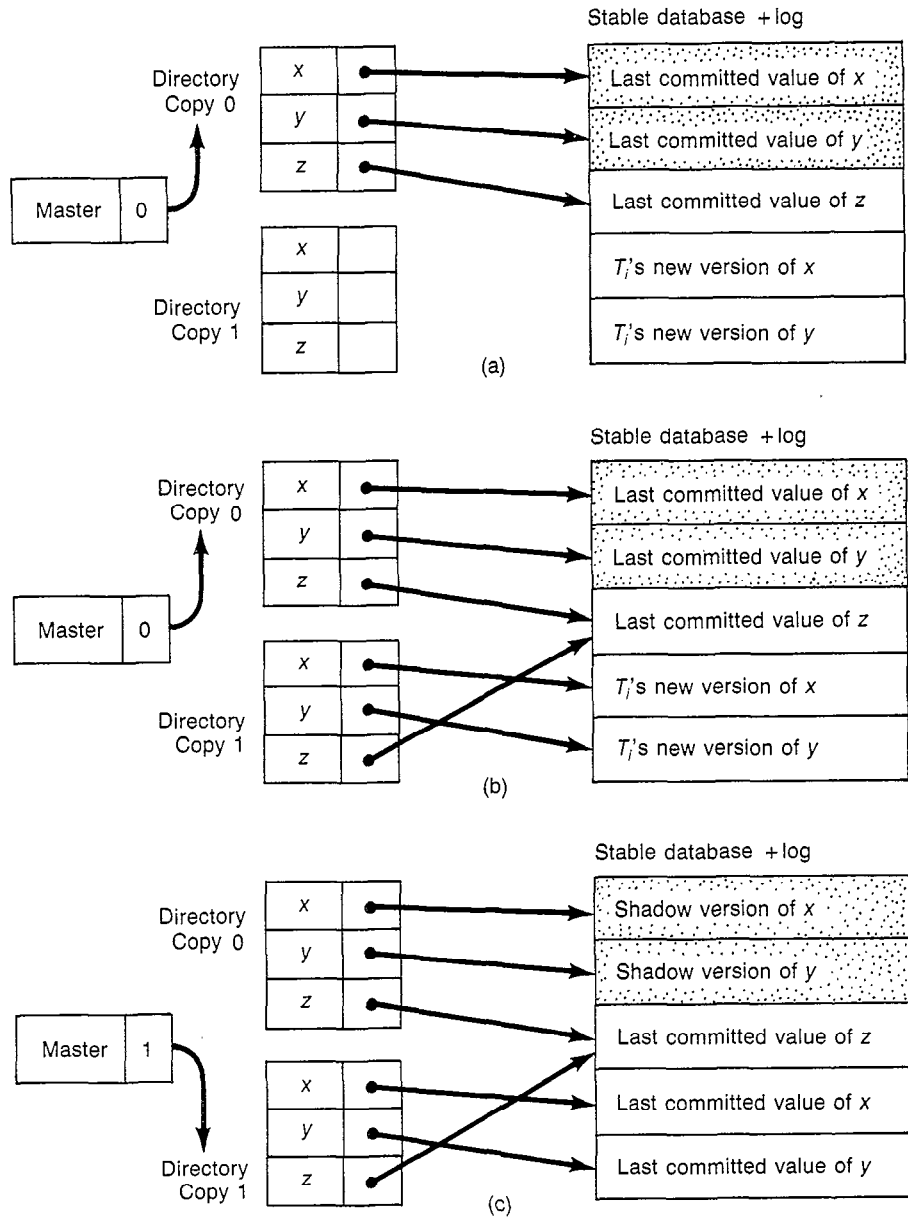 Stable database + log
Directory
Copy 0
x
y
z
Last committed value of x
Last committed value of y
Last committed value of z
Master 0
x
y
z
Directory
Copy 1
T_i's new version of x
T_i's new version of y
(a)
Stable database + log
Directory
Copy 0
x
y
z
Last committed value of x
Last committed value of y
Last committed value of z
Master 0
Directory
Copy 1
x
y
z
T_i's new version of x
T_i's new version of y
(b)
Stable database + log
Directory
Copy 0
x
y
z
Shadow version of x
Shadow version of y
Last committed value of z
Master 1
x
y
z
Last committed value of x
Last committed value of y
Directory
Copy 1
(c)